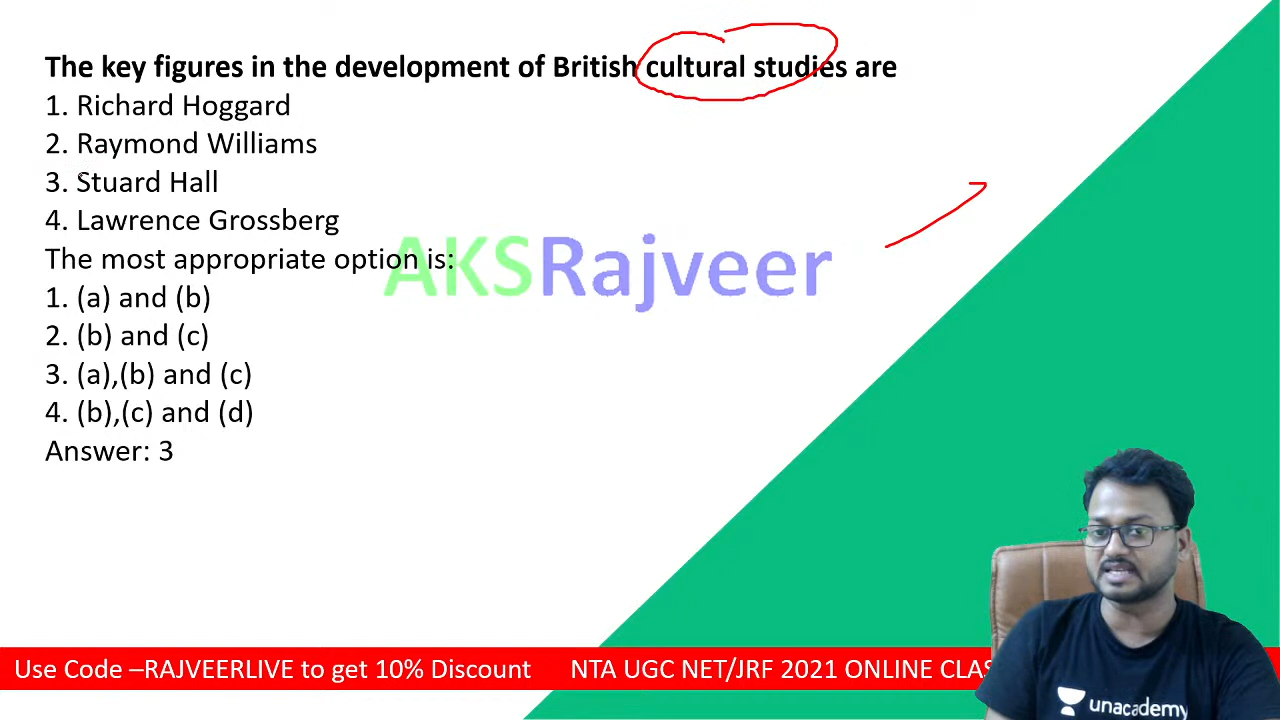 The key figures in the development of British cultural studies are
1. Richard Hoggard
2. Raymond Williams
3. Stuard Hall
4. Lawrence Grossberg
The most appropriate option is:
AKSRajveer
1. (a) and (b)
2. (b) and (c)
3. (a),(b) and (c)
4. (b),(c) and (d)
Answer: 3
Use Code –RAJVEERLIVE to get 10% Discount NTA UGC NET/JRF 2021 ONLINE
unacademy